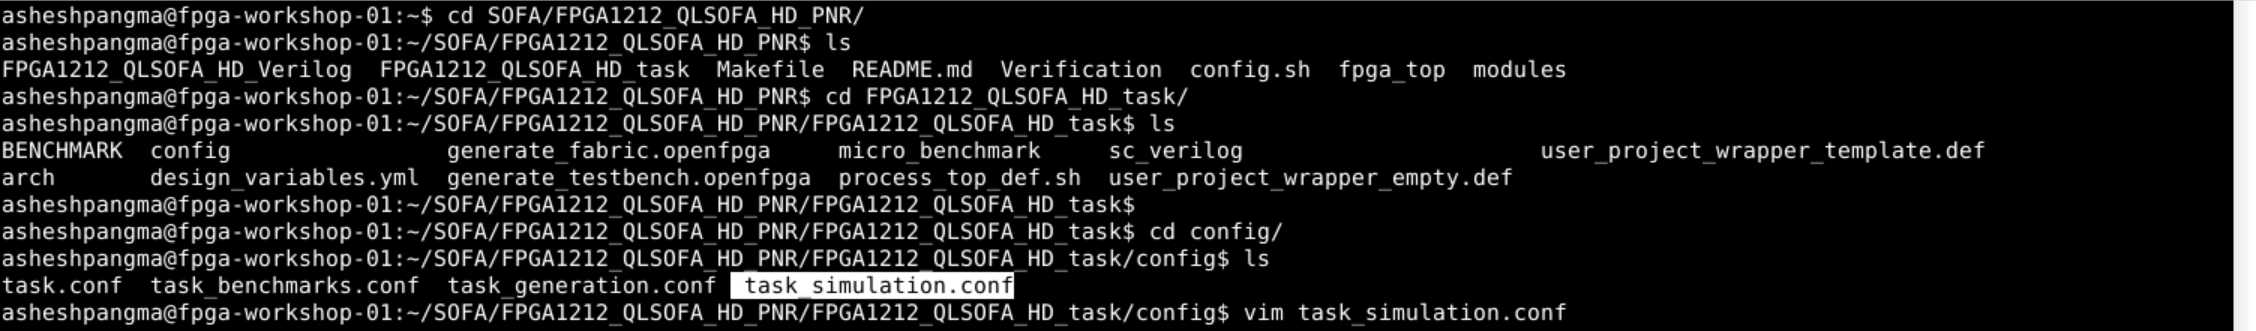 asheshpangma@fpga-workshop-01:~$ cd SOFA/FPGA1212_QLSOFA_HD_PNR/
asheshpangma@fpga-workshop-01:~/SOFA/FPGA1212_QLSOFA_HD_PNR$ ls
FPGA1212_QLSOFA_HD_Verilog  FPGA1212_QLSOFA_HD_task  Makefile  README.md  Verification  config.sh  fpga_top  modules
asheshpangma@fpga-workshop-01:~/SOFA/FPGA1212_QLSOFA_HD_PNR$ cd FPGA1212_QLSOFA_HD_task/
asheshpangma@fpga-workshop-01:~/SOFA/FPGA1212_QLSOFA_HD_PNR/FPGA1212_QLSOFA_HD_task$ ls
BENCHMARK  config                generate_fabric.openfpga     micro_benchmark     sc_verilog                      user_project_wrapper_template.def
arch       design_variables.yml  generate_testbench.openfpga  process_top_def.sh  user_project_wrapper_empty.def
asheshpangma@fpga-workshop-01:~/SOFA/FPGA1212_QLSOFA_HD_PNR/FPGA1212_QLSOFA_HD_task$
asheshpangma@fpga-workshop-01:~/SOFA/FPGA1212_QLSOFA_HD_PNR/FPGA1212_QLSOFA_HD_task$ cd config/
asheshpangma@fpga-workshop-01:~/SOFA/FPGA1212_QLSOFA_HD_PNR/FPGA1212_QLSOFA_HD_task/config$ ls
task.conf  task_benchmarks.conf  task_generation.conf  task_simulation.conf
asheshpangma@fpga-workshop-01:~/SOFA/FPGA1212_QLSOFA_HD_PNR/FPGA1212_QLSOFA_HD_task/config$ vim task_simulation.conf